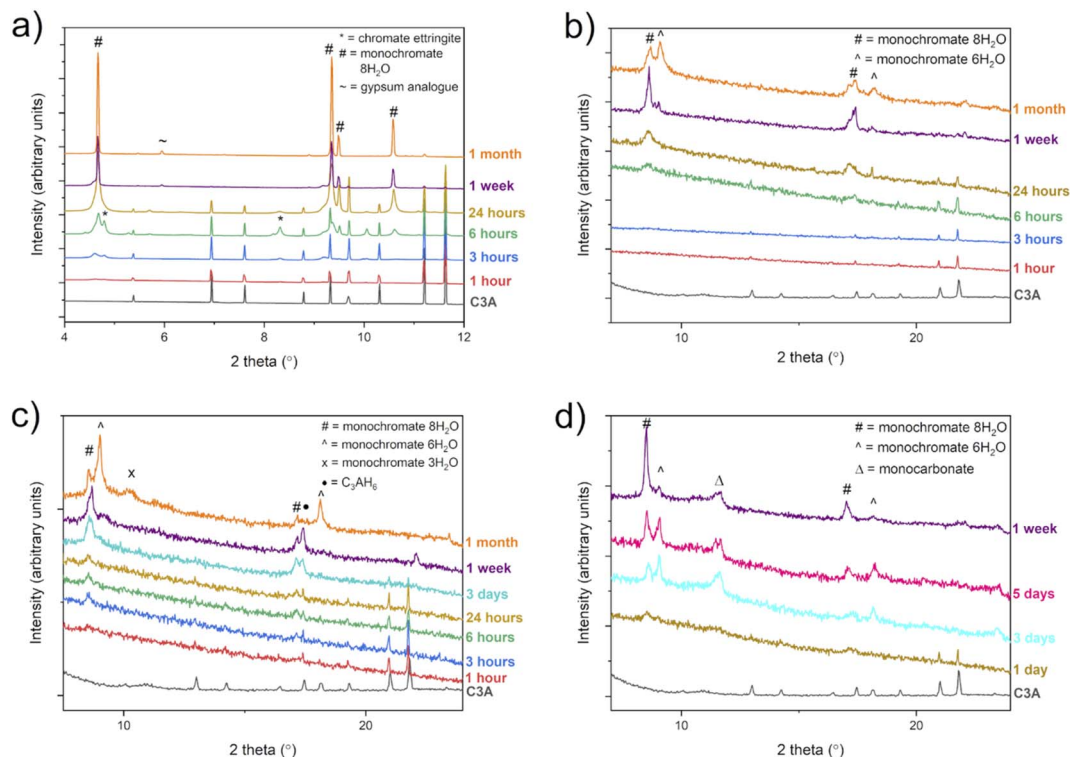 a)
* = chromate ettringite
# = monochromate
8H₂O
~ = gypsum analogue
#
#
#
#
~
*
*
1 month
1 week
24 hours
6 hours
3 hours
1 hour
C3A
Intensity (arbitrary units)
4 6 8 10 12
2 theta (°)
b)
# = monochromate 8H₂O
^ = monochromate 6H₂O
# ^
# ^
1 month
1 week
24 hours
6 hours
3 hours
1 hour
C3A
Intensity (arbitrary units)
10 20
2 theta (°)
c)
# = monochromate 8H₂O
^ = monochromate 6H₂O
x = monochromate 3H₂O
• = C₃AH₆
# ^
x
# • ^
1 month
1 week
3 days
24 hours
6 hours
3 hours
1 hour
C3A
Intensity (arbitrary units)
10 20
2 theta (°)
d)
# = monochromate 8H₂O
^ = monochromate 6H₂O
Δ = monocarbonate
#
^
Δ
#
^
1 week
5 days
3 days
1 day
C3A
Intensity (arbitrary units)
10 20
2 theta (°)